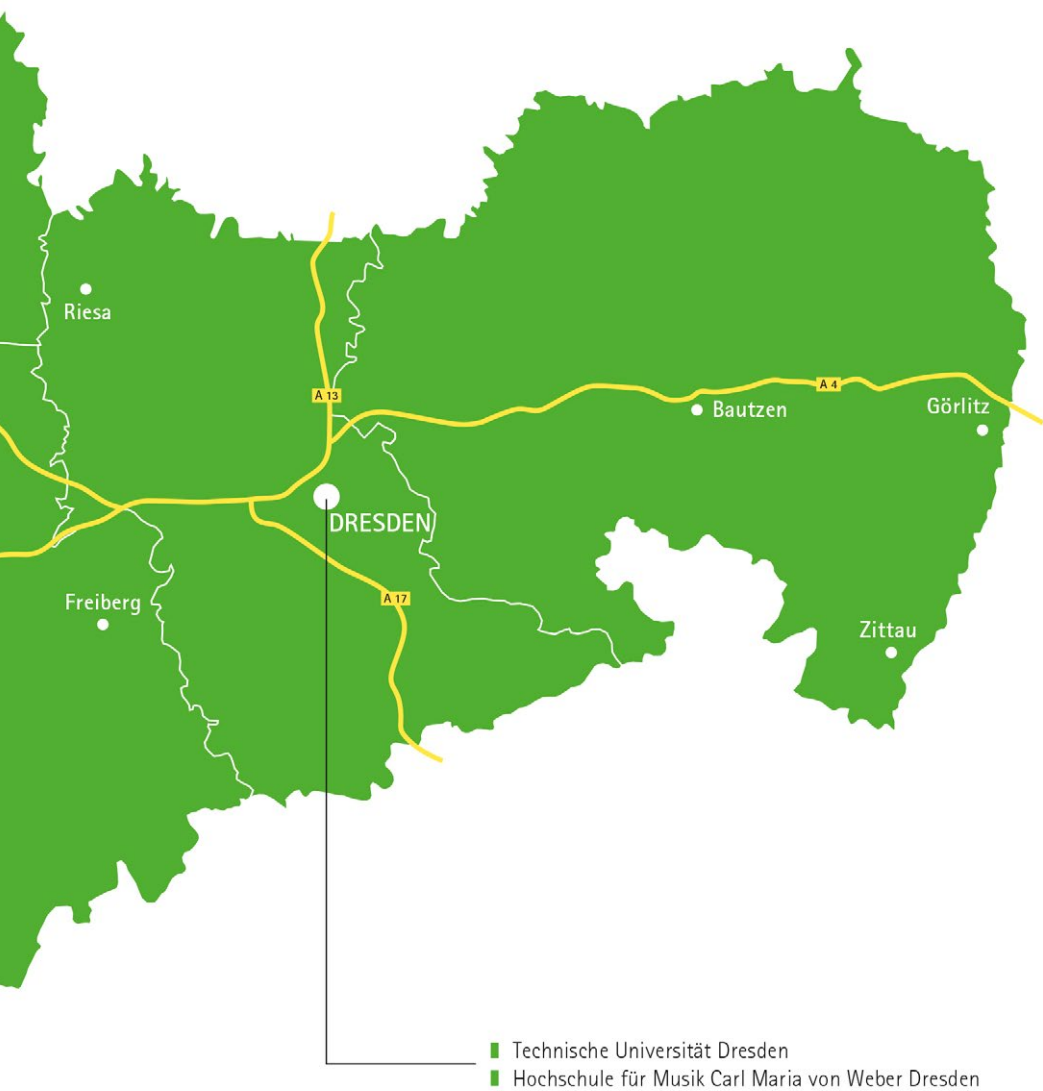 Riesa
A 13
A 4
Bautzen
Görlitz
DRESDEN
A 17
Freiberg
Zittau
Technische Universität Dresden
Hochschule für Musik Carl Maria von Weber Dresden